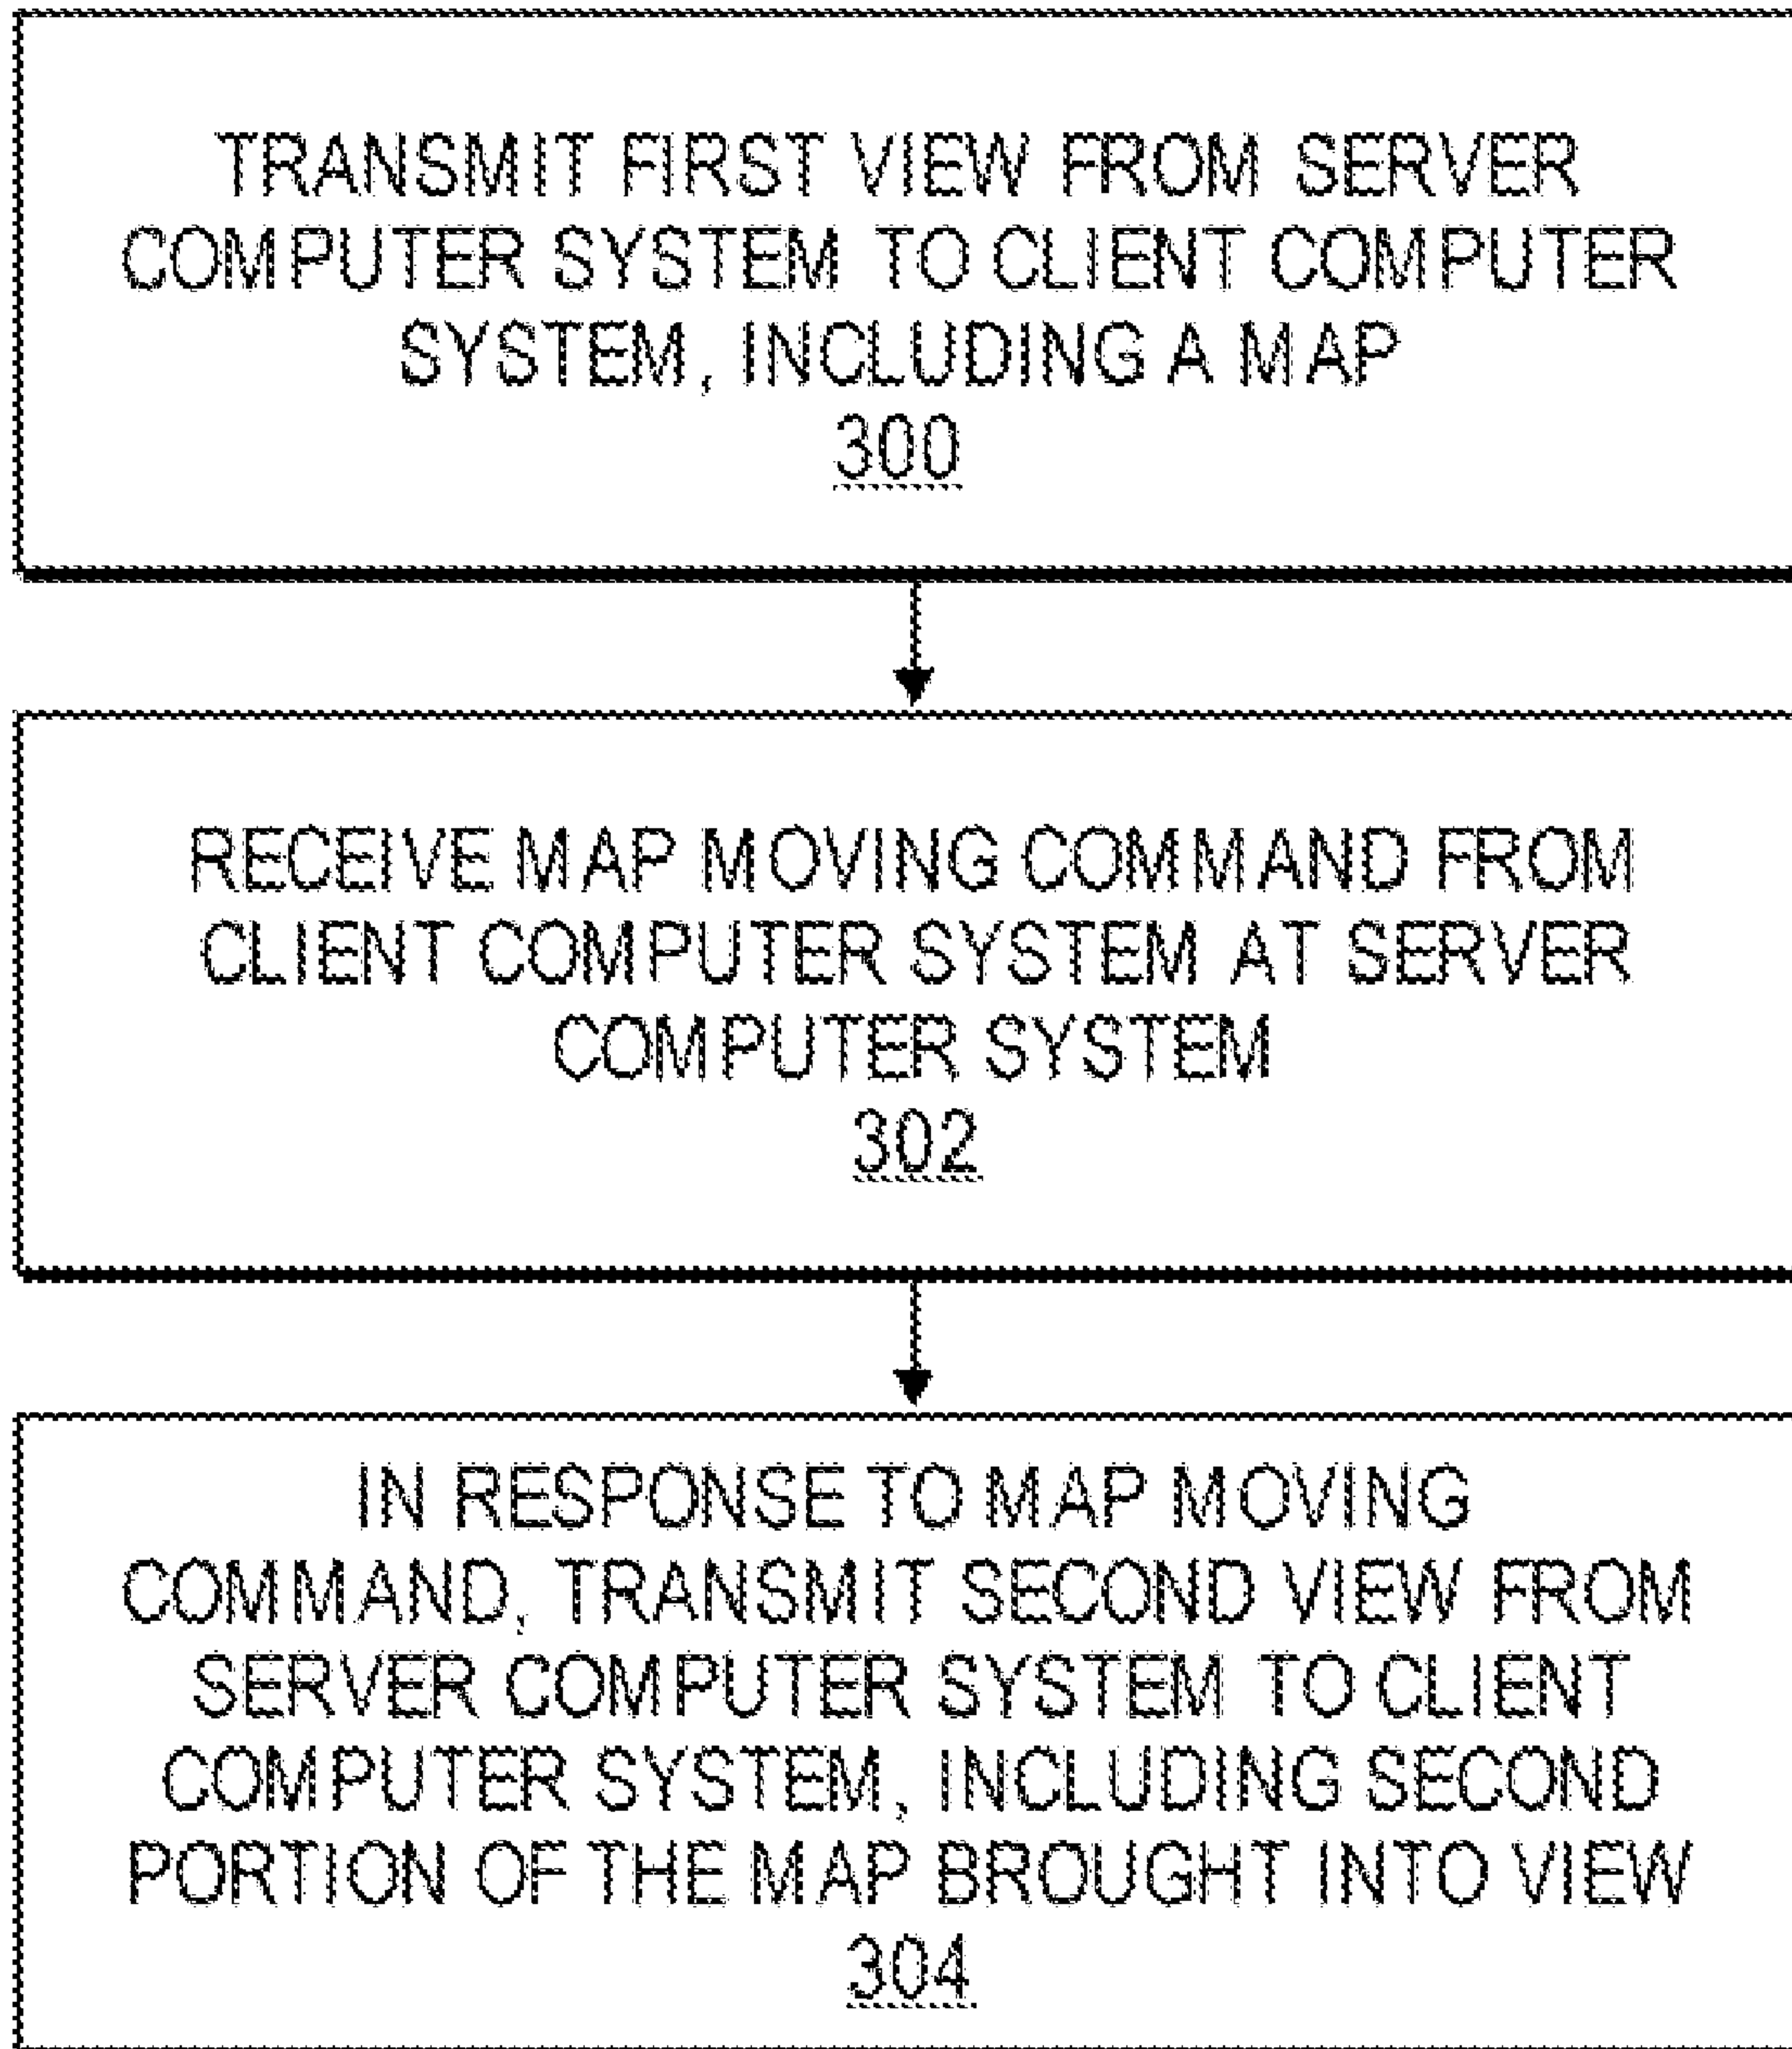 TRANSMIT FIRST VIEW FROM SERVER
COMPUTER SYSTEM TO CLIENT COMPUTER
SYSTEM, INCLUDING A MAP
300
RECEIVE MAP MOVING COMMAND FROM
CLIENT COMPUTER SYSTEM AT SERVER
COMPUTER SYSTEM
302
IN RESPONSE TO MAP MOVING
COMMAND, TRANSMIT SECOND VIEW FROM
SERVER COMPUTER SYSTEM TO CLIENT
COMPUTER SYSTEM, INCLUDING SECOND
PORTION OF THE MAP BROUGHT INTO VIEW
304